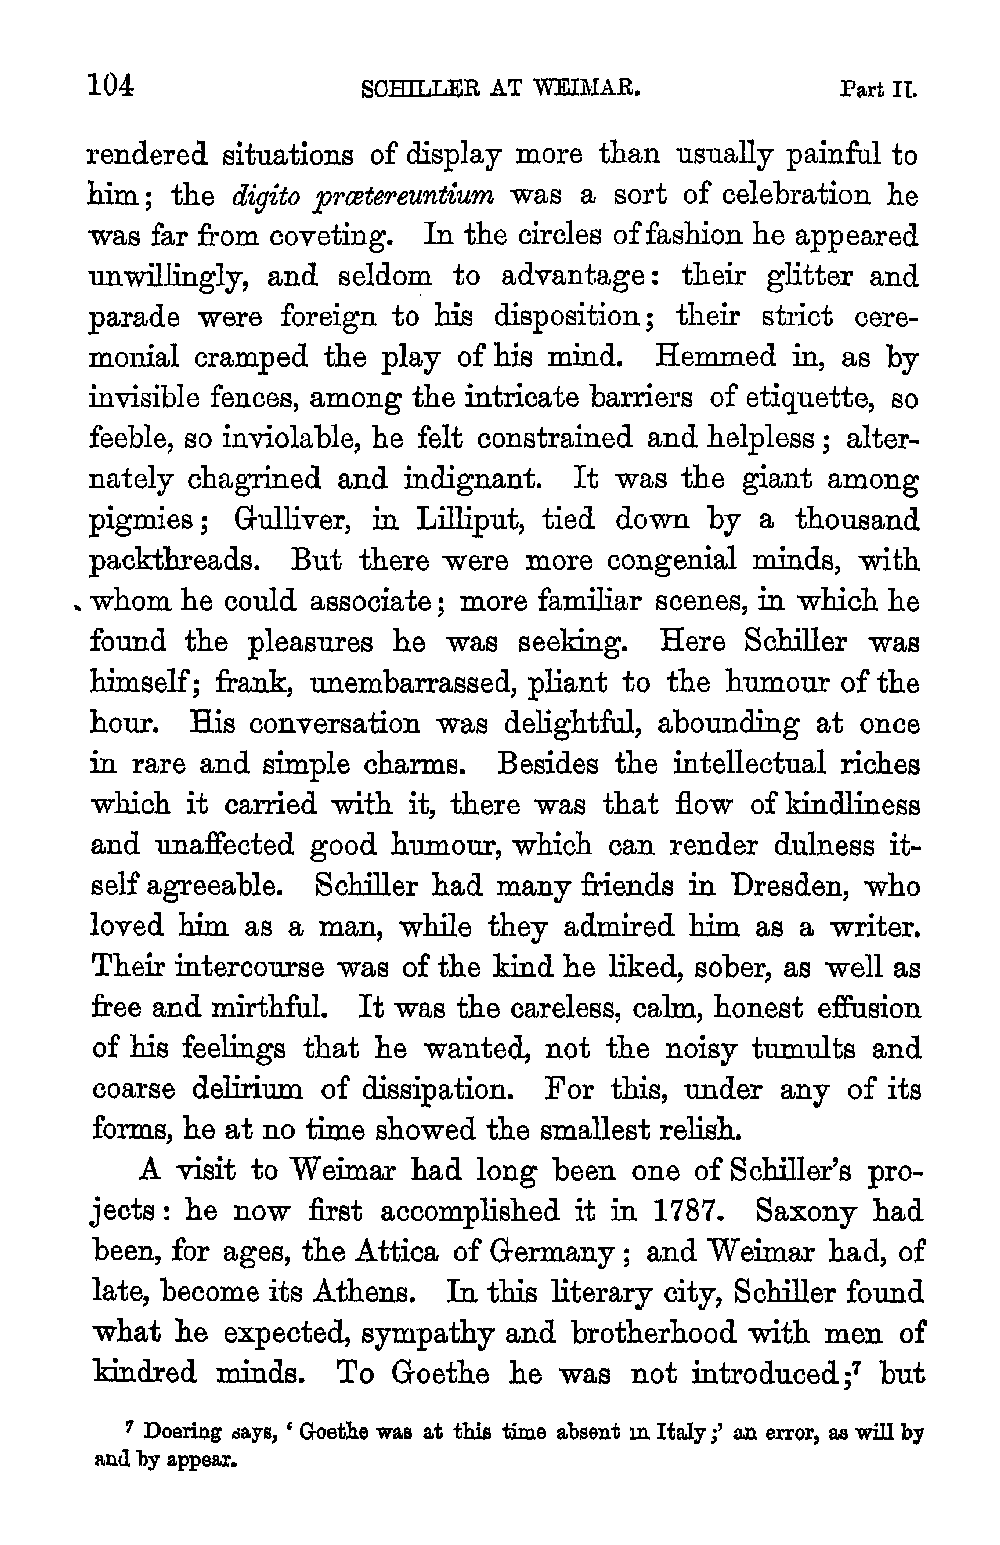 104 SCHILLER AT WEIMAR. Part II.
rendered situations of display more than usually painful to
him; the digito prætereuntium was a sort of celebration he
was far from coveting. In the circles of fashion he appeared
unwillingly, and seldom to advantage: their glitter and
parade were foreign to his disposition; their strict cere-
monial cramped the play of his mind. Hemmed in, as by
invisible fences, among the intricate barriers of etiquette, so
feeble, so inviolable, he felt constrained and helpless; alter-
nately chagrined and indignant. It was the giant among
pigmies; Gulliver, in Lilliput, tied down by a thousand
packthreads. But there were more congenial minds, with
whom he could associate; more familiar scenes, in which he
found the pleasures he was seeking. Here Schiller was
himself; frank, unembarrassed, pliant to the humour of the
hour. His conversation was delightful, abounding at once
in rare and simple charms. Besides the intellectual riches
which it carried with it, there was that flow of kindliness
and unaffected good humour, which can render dulness it-
self agreeable. Schiller had many friends in Dresden, who
loved him as a man, while they admired him as a writer.
Their intercourse was of the kind he liked, sober, as well as
free and mirthful. It was the careless, calm, honest effusion
of his feelings that he wanted, not the noisy tumults and
coarse delirium of dissipation. For this, under any of its
forms, he at no time showed the smallest relish.
A visit to Weimar had long been one of Schiller's pro-
jects: he now first accomplished it in 1787. Saxony had
been, for ages, the Attica of Germany; and Weimar had, of
late, become its Athens. In this literary city, Schiller found
what he expected, sympathy and brotherhood with men of
kindred minds. To Goethe he was not introduced;⁷ but
⁷ Doering says, ‘Goethe was at this time absent in Italy;’ an error, as will by
and by appear.